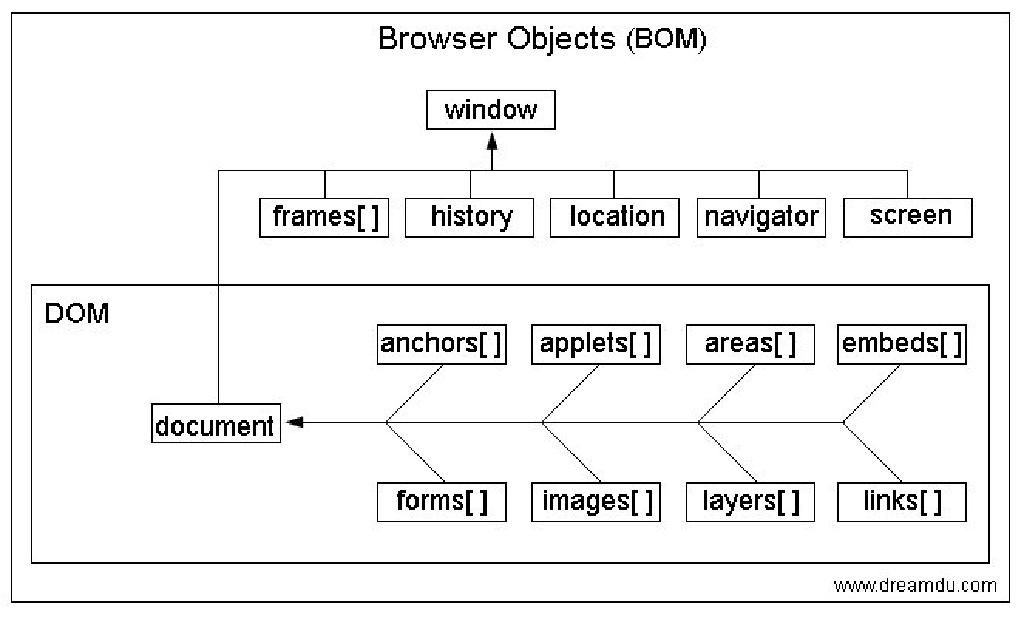 Browser Objects (BOM)
window
frames[ ] history location navigator screen
DOM
anchors[ ] applets[ ] areas[ ] embeds[ ]
document
forms[ ] images[ ] layers[ ] links[ ]
www.dreamdu.com